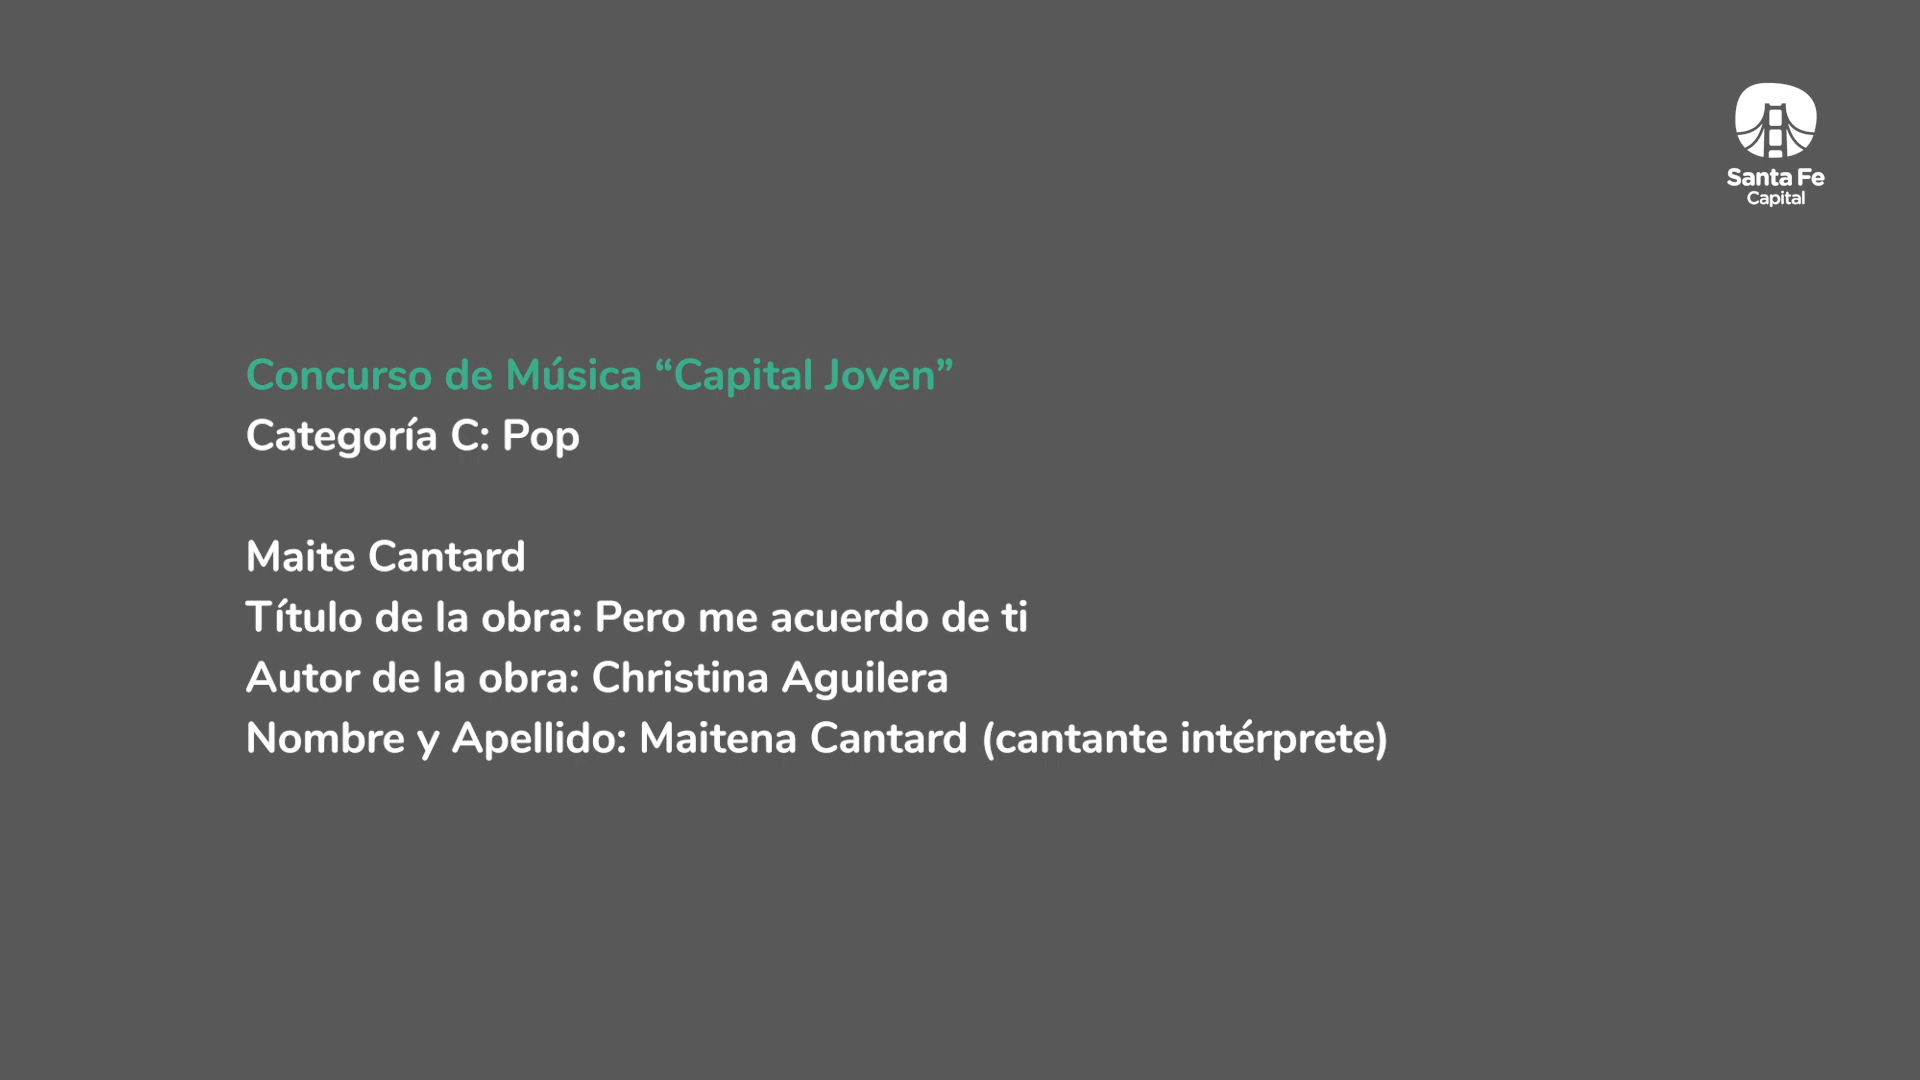 Santa Fe
Capital
Concurso de Música “Capital Joven”
Categoría C: Pop
Maite Cantard
Título de la obra: Pero me acuerdo de ti
Autor de la obra: Christina Aguilera
Nombre y Apellido: Maitena Cantard (cantante intérprete)